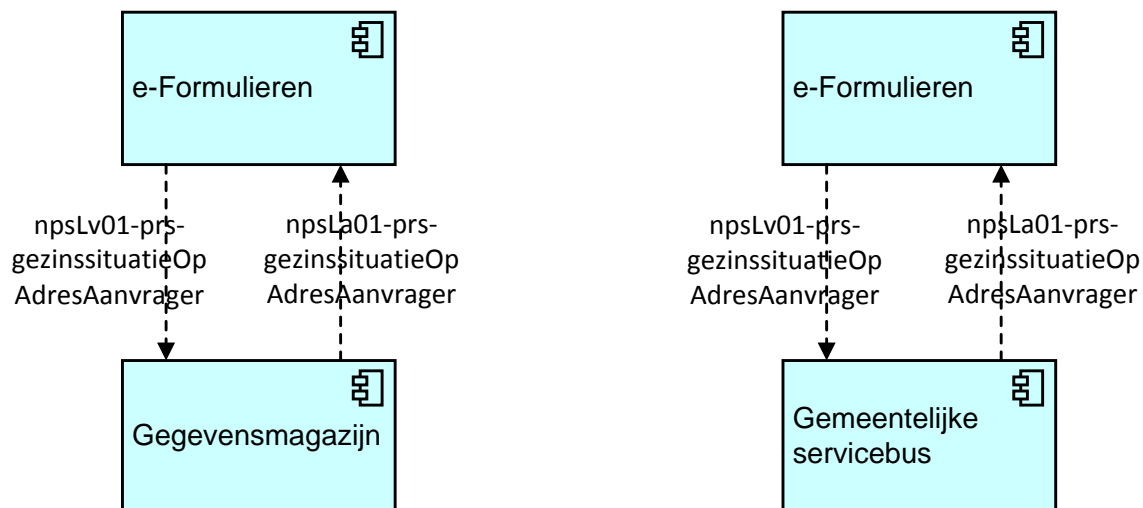 e-Formulieren
e-Formulieren
npsLv01-prs-
gezinssituatieOp
AdresAanvrager
npsLa01-prs-
gezinssituatieOp
AdresAanvrager
npsLv01-prs-
gezinssituatieOp
AdresAanvrager
npsLa01-prs-
gezinssituatieOp
AdresAanvrager
Gegevensmagazijn
Gemeentelijke
servicebus